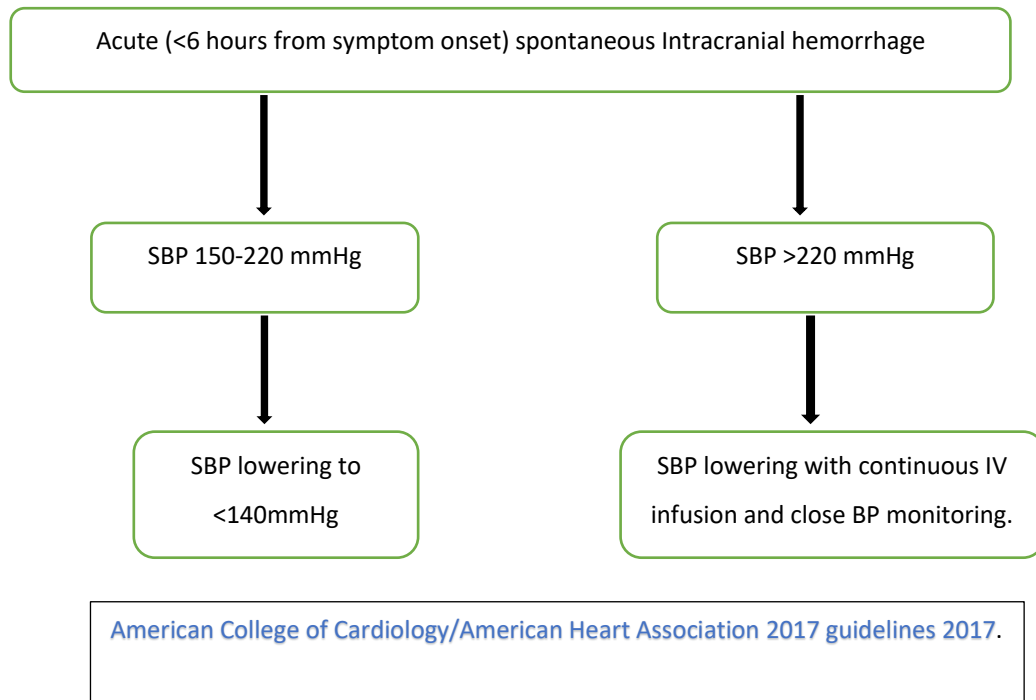 Acute (<6 hours from symptom onset) spontaneous Intracranial hemorrhage
SBP 150-220 mmHg
SBP >220 mmHg
SBP lowering to
<140mmHg
SBP lowering with continuous IV
infusion and close BP monitoring.
American College of Cardiology/American Heart Association 2017 guidelines 2017.